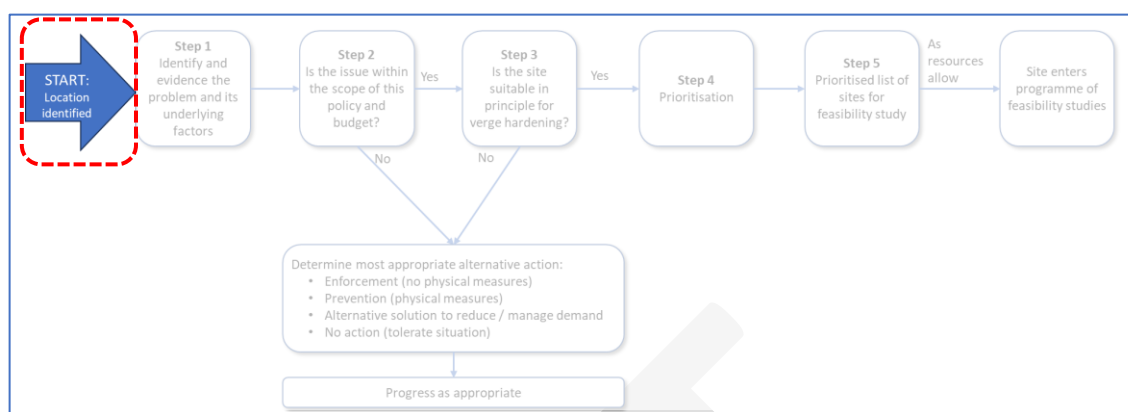 START:
Location
identified
Step 1
Identify and
evidence the
problem and its
underlying
factors
Step 2
Is the issue within
the scope of this
policy and
budget?
Yes
No
Step 3
Is the site
suitable in
principle for
verge hardening?
Yes
No
Step 4
Prioritisation
Step 5
Prioritised list of
sites for
feasibility study
As
resources
allow
Site enters
programme of
feasibility studies
Determine most appropriate alternative action:
• Enforcement (no physical measures)
• Prevention (physical measures)
• Alternative solution to reduce / manage demand
• No action (tolerate situation)
Progress as appropriate